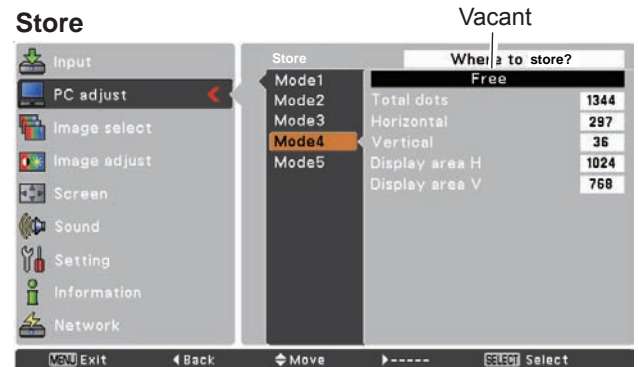 Store
Vacant
Input
PC adjust
Image select
Image adjust
Screen
Sound
Setting
Information
Network
Store
Mode1
Mode2
Mode3
Mode4
Mode5
Where to store?
Free
Total dots 1344
Horizontal 297
Vertical 36
Display area H 1024
Display area V 768
MENU Exit Back Move ----- SELECT Select